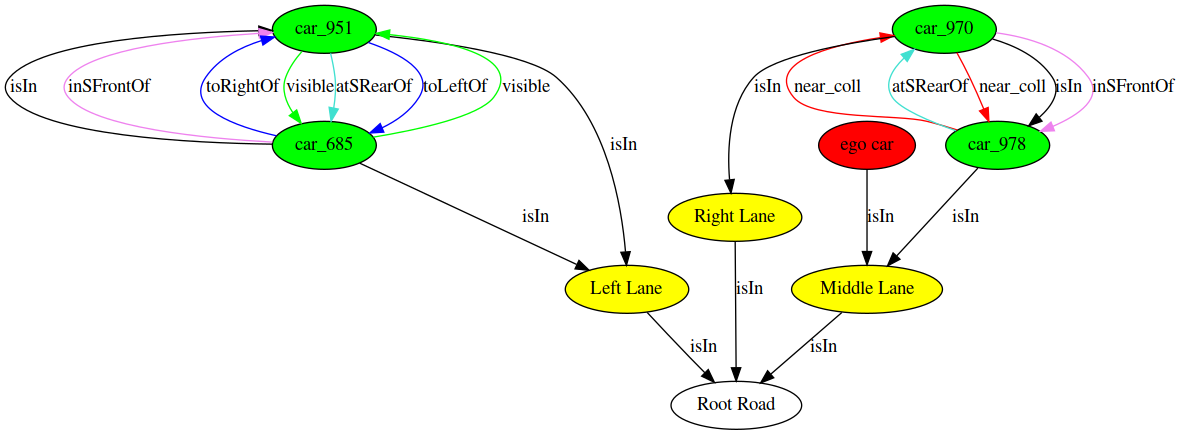 car_951
car_970
isIn
inSFrontOf
toRightOf
visible
atSRearOf
toLeftOf
visible
isIn
near_coll
atSRearOf
near_coll
isIn
inSFrontOf
car_685
isIn
ego car
car_978
isIn
Right Lane
isIn
isIn
Left Lane
isIn
Middle Lane
isIn
isIn
Root Road